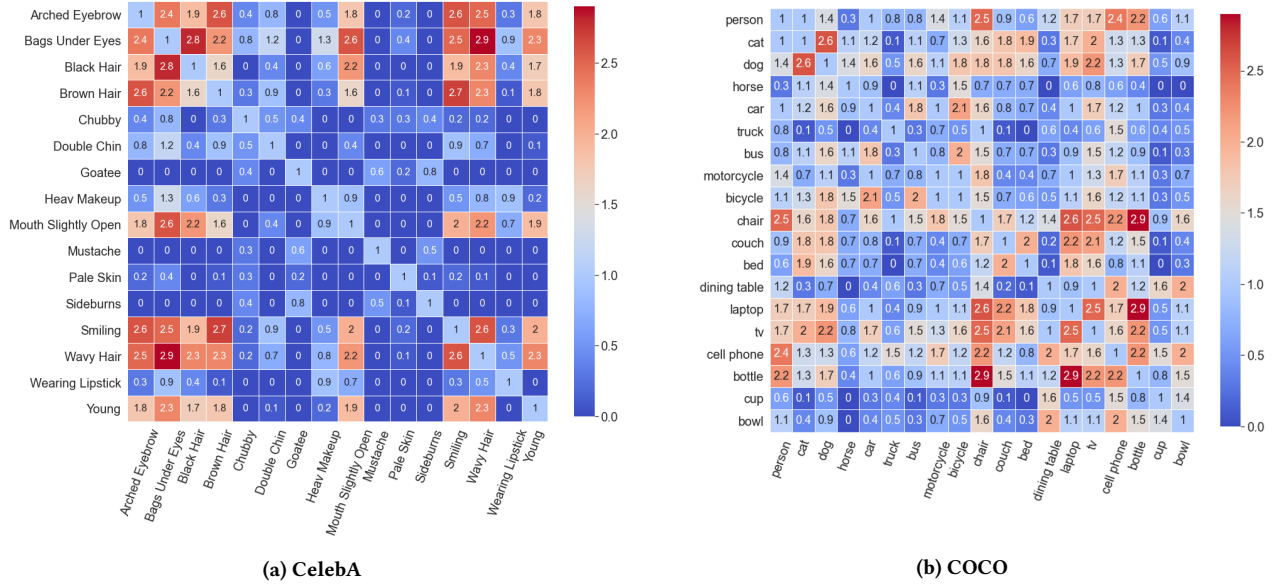 Arched Eyebrow 1 2.4 1.9 2.6 0.4 0.8 0 0.5 1.8 0 0.2 0 2.6 2.5 0.3 1.8
Bags Under Eyes 2.4 1 2.8 2.2 0.8 1.2 0 1.3 2.6 0 0.4 0 2.5 2.9 0.9 2.3
Black Hair 1.9 2.8 1 1.6 0 0.4 0 0.6 2.2 0 0 0 1.9 2.3 0.4 1.7
Brown Hair 2.6 2.2 1.6 1 0.3 0.9 0 0.3 1.6 0 0.1 0 2.7 2.3 0.1 1.8
Chubby 0.4 0.8 0 0.3 1 0.5 0.4 0 0 0.3 0.3 0.4 0.2 0.2 0 0
Double Chin 0.8 1.2 0.4 0.9 0.5 1 0 0 0.4 0 0 0 0.9 0.7 0 0.1
Goatee 0 0 0 0 0.4 0 1 0 0 0.6 0.2 0.8 0 0 0 0
Heav Makeup 0.5 1.3 0.6 0.3 0 0 0 1 0.9 0 0 0 0.5 0.8 0.9 0.2
Mouth Slightly Open 1.8 2.6 2.2 1.6 0 0.4 0 0.9 1 0 0 0 2 2.2 0.7 1.9
Mustache 0 0 0 0 0.3 0 0.6 0 0 1 0 0.5 0 0 0 0
Pale Skin 0.2 0.4 0 0.1 0.3 0 0.2 0 0 0 1 0.1 0.2 0.1 0 0
Sideburns 0 0 0 0 0.4 0 0.8 0 0 0.5 0.1 1 0 0 0 0
Smiling 2.6 2.5 1.9 2.7 0.2 0.9 0 0.5 2 0 0.2 0 1 2.6 0.3 2
Wavy Hair 2.5 2.9 2.3 2.3 0.2 0.7 0 0.8 2.2 0 0.1 0 2.6 1 0.5 2.3
Wearing Lipstick 0.3 0.9 0.4 0.1 0 0 0 0.9 0.7 0 0 0 0.3 0.5 1 0
Young 1.8 2.3 1.7 1.8 0 0.1 0 0.2 1.9 0 0 0 2 2.3 0 1
Arched Eyebrow
Bags Under Eyes
Black Hair
Brown Hair
Chubby
Double Chin
Goatee
Heav Makeup
Mouth Slightly Open
Mustache
Pale Skin
Sideburns
Smiling
Wavy Hair
Wearing Lipstick
Young
2.5
2.0
1.5
1.0
0.5
0.0
(a) CelebA
person 1 1 1.4 0.3 1 0.8 0.8 1.4 1.1 2.5 0.9 0.6 1.2 1.7 1.7 2.4 2.2 0.6 1.1
cat 1 1 2.6 1.1 1.2 0.1 1.1 0.7 1.3 1.6 1.8 1.9 0.3 1.7 2 1.3 1.3 0.1 0.4
dog 1.4 2.6 1 1.4 1.6 0.5 1.6 1.1 1.8 1.8 1.8 1.6 0.7 1.9 2.2 1.3 1.7 0.5 0.9
horse 0.3 1.1 1.4 1 0.9 0 1.1 0.3 1.5 0.7 0.7 0.7 0 0.6 0.8 0.6 0.4 0 0
car 1 1.2 1.6 0.9 1 0.4 1.8 1 2.1 1.6 0.8 0.7 0.4 1 1.7 1.2 1 0.3 0.4
truck 0.8 0.1 0.5 0 0.4 1 0.3 0.7 0.5 1 0.1 0 0.6 0.4 0.6 1.5 0.6 0.4 0.5
bus 0.8 1.1 1.6 1.1 1.8 0.3 1 0.8 2 1.5 0.7 0.7 0.3 0.9 1.5 1.2 0.9 0.1 0.3
motorcycle 1.4 0.7 1.1 0.3 1 0.7 0.8 1 1 1.8 0.4 0.4 0.7 1 1.3 1.7 1.1 0.3 0.7
bicycle 1.1 1.3 1.8 1.5 2.1 0.5 2 1 1 1.5 0.7 0.6 0.5 1.1 1.6 1.2 1.1 0.3 0.5
chair 2.5 1.6 1.8 0.7 1.6 1 1.5 1.8 1.5 1 1.7 1.2 1.4 2.6 2.5 2.2 2.9 0.9 1.6
couch 0.9 1.8 1.8 0.7 0.8 0.1 0.7 0.4 0.7 1.7 1 2 0.2 2.2 2.1 1.2 1.5 0.1 0.4
bed 0.6 1.9 1.6 0.7 0.7 0 0.7 0.4 0.6 1.2 2 1 0.1 1.8 1.6 0.8 1.1 0 0.3
dining table 1.2 0.3 0.7 0 0.4 0.6 0.3 0.7 0.5 1.4 0.2 0.1 1 0.9 1 2 1.2 1.6 2
laptop 1.7 1.7 1.9 0.6 1 0.4 0.9 1 1.1 2.6 2.2 1.8 0.9 1 2.5 1.7 2.9 0.5 1.1
tv 1.7 2 2.2 0.8 1.7 0.6 1.5 1.3 1.6 2.5 2.1 1.6 1 2.5 1 1.6 2.2 0.5 1.1
cell phone 2.4 1.3 1.3 0.6 1.2 1.5 1.2 1.7 1.2 2.2 1.2 0.8 2 1.7 1.6 1 2.2 1.5 2
bottle 2.2 1.3 1.7 0.4 1 0.6 0.9 1.1 1.1 2.9 1.5 1.1 1.2 2.9 2.2 2.2 1 0.8 1.5
cup 0.6 0.1 0.5 0 0.3 0.4 0.1 0.3 0.3 0.9 0.1 0 1.6 0.5 0.5 1.5 0.8 1 1.4
bowl 1.1 0.4 0.9 0 0.4 0.5 0.3 0.7 0.5 1.6 0.4 0.3 2 1.1 1.1 2 1.5 1.4 1
person
cat
dog
horse
car
truck
bus
motorcycle
bicycle
chair
couch
bed
dining table
laptop
tv
cell phone
bottle
cup
bowl
2.5
2.0
1.5
1.0
0.5
0.0
(b) COCO